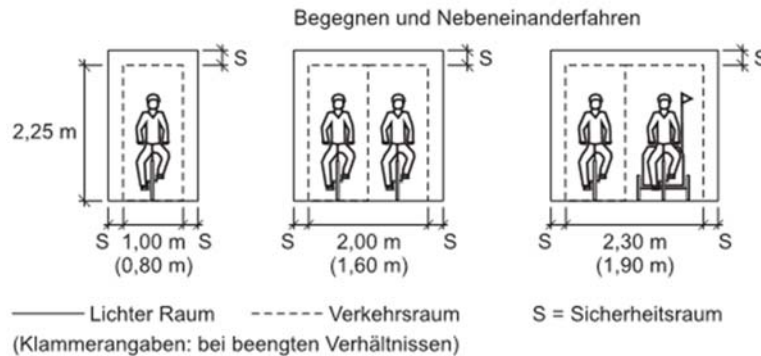 Begegnen und Nebeneinanderfahren
S S S
2,25 m
S 1,00 m S S 2,00 m S S 2,30 m S
(0,80 m) (1,60 m) (1,90 m)
Lichter Raum Verkehrsraum S = Sicherheitsraum
(Klammerangaben: bei beengten Verhältnissen)